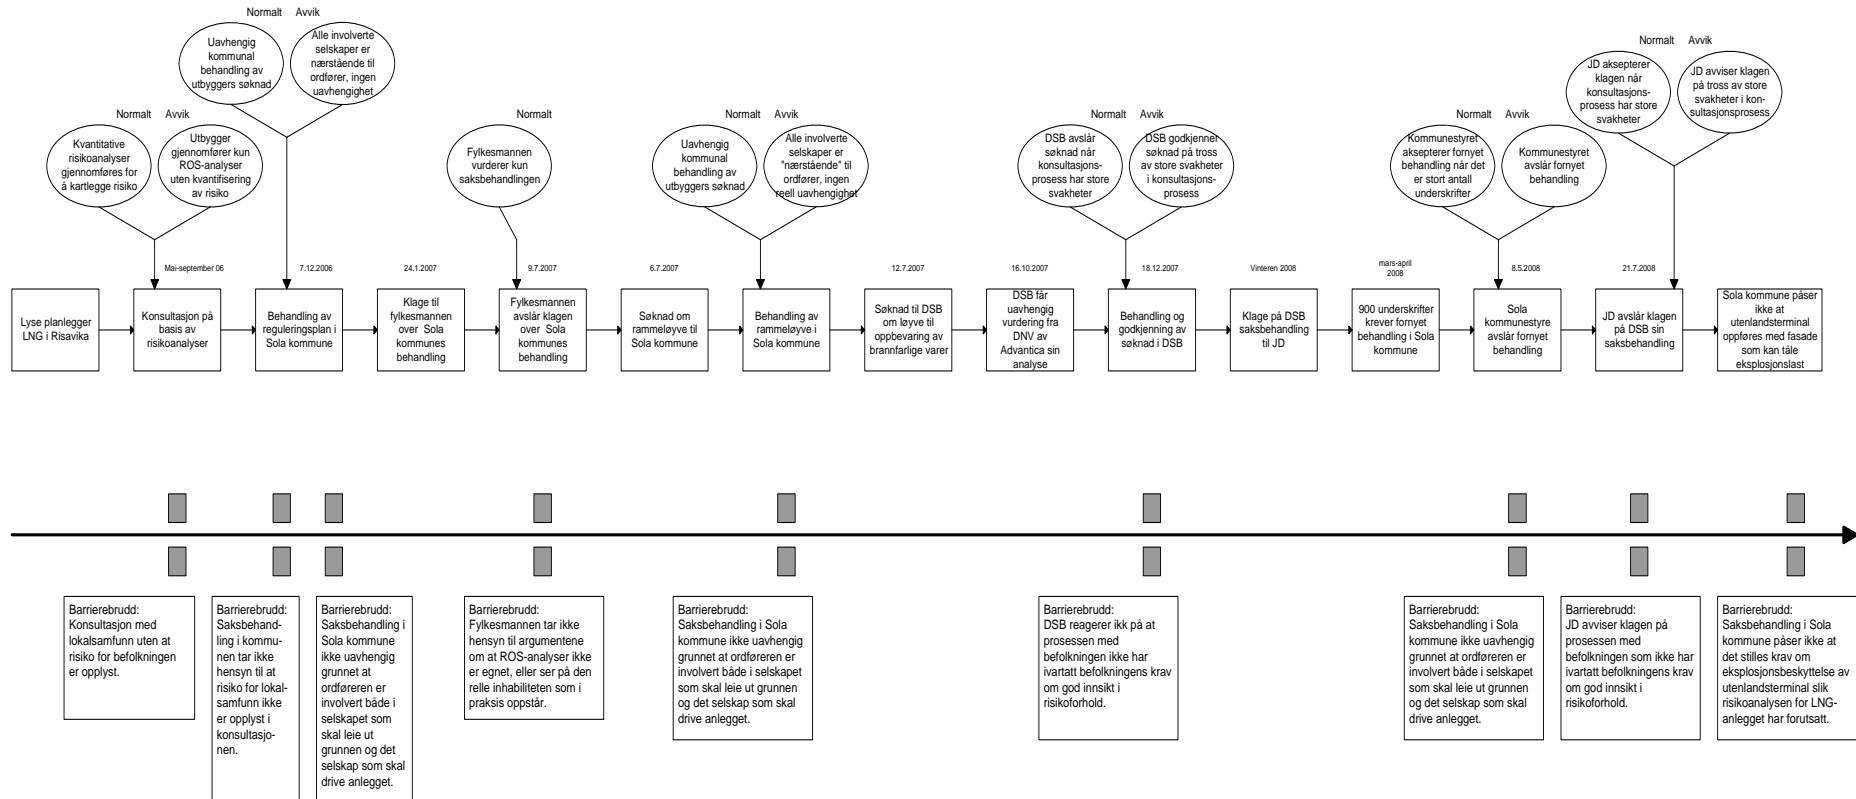 Normalt Avvik
Uavhengig
kommunal
behandling av
utbyggers søknad
Alle involverte
selskaper er
nærstående til
ordfører, ingen
uavhengighet
Normalt Avvik
JD aksepterer
klagen når
konsultasjons-
prosess har store
svakheter
JD avviser klagen
på tross av store
svakheter i kon-
sultasjonsprosess
Normalt Avvik
Kvantitative
risikoanalyser
gjennomføres for
å kartlegge risiko
Utbygger
gjennomfører kun
ROS-analyser
uten kvantifisering
av risiko
Normalt
Fylkesmannen
vurderer kun
saksbehandlingen
Normalt Avvik
Uavhengig
kommunal
behandling av
utbyggers søknad
Alle involverte
selskaper er
"nærstående" til
ordfører, ingen
reell uavhengighet
Normalt Avvik
DSB avslår
søknad når
konsultasjons-
prosess har store
svakheter
DSB godkjenner
søknad på tross
av store svakheter
i konsultasjons-
prosess
Normalt Avvik
Kommunestyret
aksepterer fornyet
behandling når det
er stort antall
underskrifter
Kommunestyret
avslår fornyet
behandling
Lyse planlegger
LNG i Risavika
Mai-september 06
Konsultasjon på
basis av
risikoanalyser
7.12.2006
Behandling av
reguleringsplan i
Sola kommune
24.1.2007
Klage til
fylkesmannen
over Sola
kommunes
behandling
9.7.2007
Fylkesmannen
avslår klagen
over Sola
kommunes
behandling
6.7.2007
Søknad om
rammeløyve til
Sola kommune
Behandling av
rammeløyve i
Sola kommune
12.7.2007
Søknad til DSB
om løyve til
oppbevaring av
brannfarlige varer
16.10.2007
DSB får
uavhengig
vurdering fra
DNV av
Advantica sin
analyse
18.12.2007
Behandling og
godkjenning av
søknad i DSB
Vinteren 2008
Klage på DSB
saksbehandling
til JD
mars-april
2008
900 underskrifter
krever fornyet
behandling i Sola
kommune
8.5.2008
Sola
kommunestyre
avslår fornyet
behandling
21.7.2008
JD avslår klagen
på DSB sin
saksbehandling
Sola kommune påser
ikke at
utenlandsterminal
oppføres med fasade
som kan tåle
eksplosjonslast
Barrierebrudd:
Konsultasjon med
lokalsamfunn uten at
risiko for befolkningen
er opplyst.
Barrierebrudd:
Saksbehand-
ling i kommu-
nen tar ikke
hensyn til at
risiko for lokal-
samfunn ikke
er opplyst i
konsultasjo-
nen.
Barrierebrudd:
Saksbehandling i
Sola kommune
ikke uavhengig
grunnet at
ordføreren er
involvert både i
selskapet som
skal leie ut
grunnen og det
selskap som skal
drive anlegget.
Barrierebrudd:
Fylkesmannen tar ikke
hensyn til argumentene
om at ROS-analyser ikke
er egnet, eller ser på den
relle inhabiliteten som i
praksis oppstår.
Barrierebrudd:
Saksbehandling i Sola
kommune ikke uavhengig
grunnet at ordføreren er
involvert både i selskapet
som skal leie ut grunnen
og det selskap som skal
drive anlegget.
Barrierebrudd:
DSB reagerer ikk på at
prosessen med
befolkningen ikke har
ivartatt befolkningens krav
om god innsikt i
risikoforhold.
Barrierebrudd:
Saksbehandling i Sola
kommune ikke uavhengig
grunnet at ordføreren er
involvert både i selskapet
som skal leie ut grunnen
og det selskap som skal
drive anlegget.
Barrierebrudd:
JD avviser klagen på
prosessen med
befolkningen som ikke har
ivartatt befolkningens krav
om god innsikt i
risikoforhold.
Barrierebrudd:
Saksbehandling i Sola
kommune påser ikke at
det stilles krav om
eksplosjonsbeskyttelse av
utenlandsterminal slik
risikoanalysen for LNG-
anlegget har forutsatt.